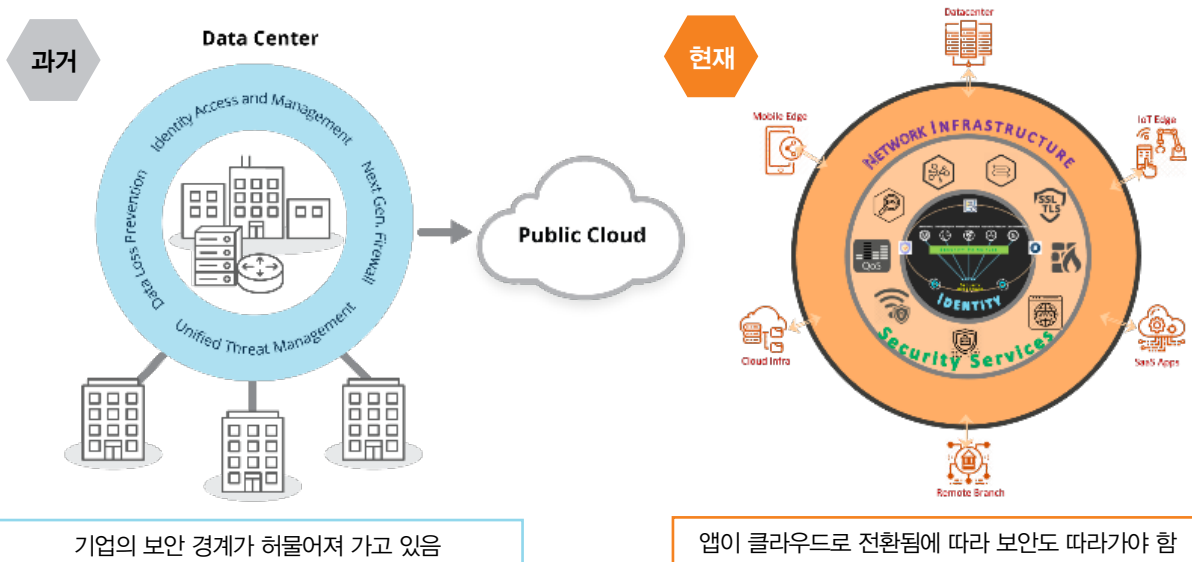 과거
Data Center
Identity Access and Management
Next Gen. Firewall
Data Loss Prevention
Unified Threat Management
Public Cloud
기업의 보안 경계가 허물어져 가고 있음
현재
Datacenter
Mobile Edge
IoT Edge
NETWORK INFRASTRUCTURE
SSL
TLS
QoS
IDENTITY
Security Services
Cloud Infra
SaaS Apps
Remote Branch
앱이 클라우드로 전환됨에 따라 보안도 따라가야 함